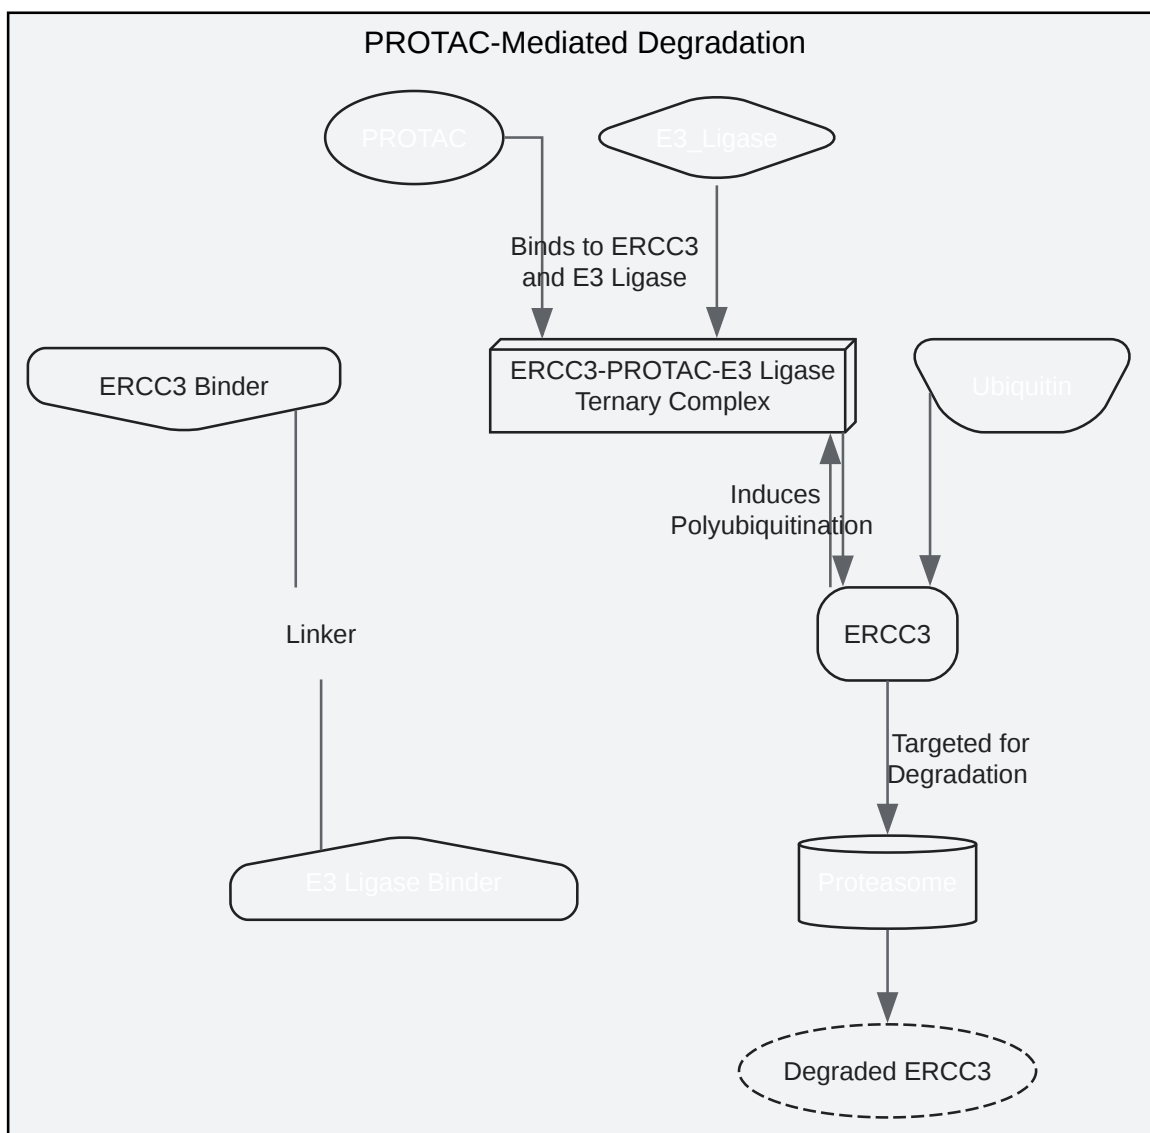 PROTAC-Mediated Degradation
PROTAC
E3_Ligase
Binds to ERCC3
and E3 Ligase
ERCC3 Binder
ERCC3-PROTAC-E3 Ligase
Ternary Complex
Ubiquitin
Induces
Polyubiquitination
Linker
ERCC3
Targeted for
Degradation
E3 Ligase Binder
Proteasome
Degraded ERCC3